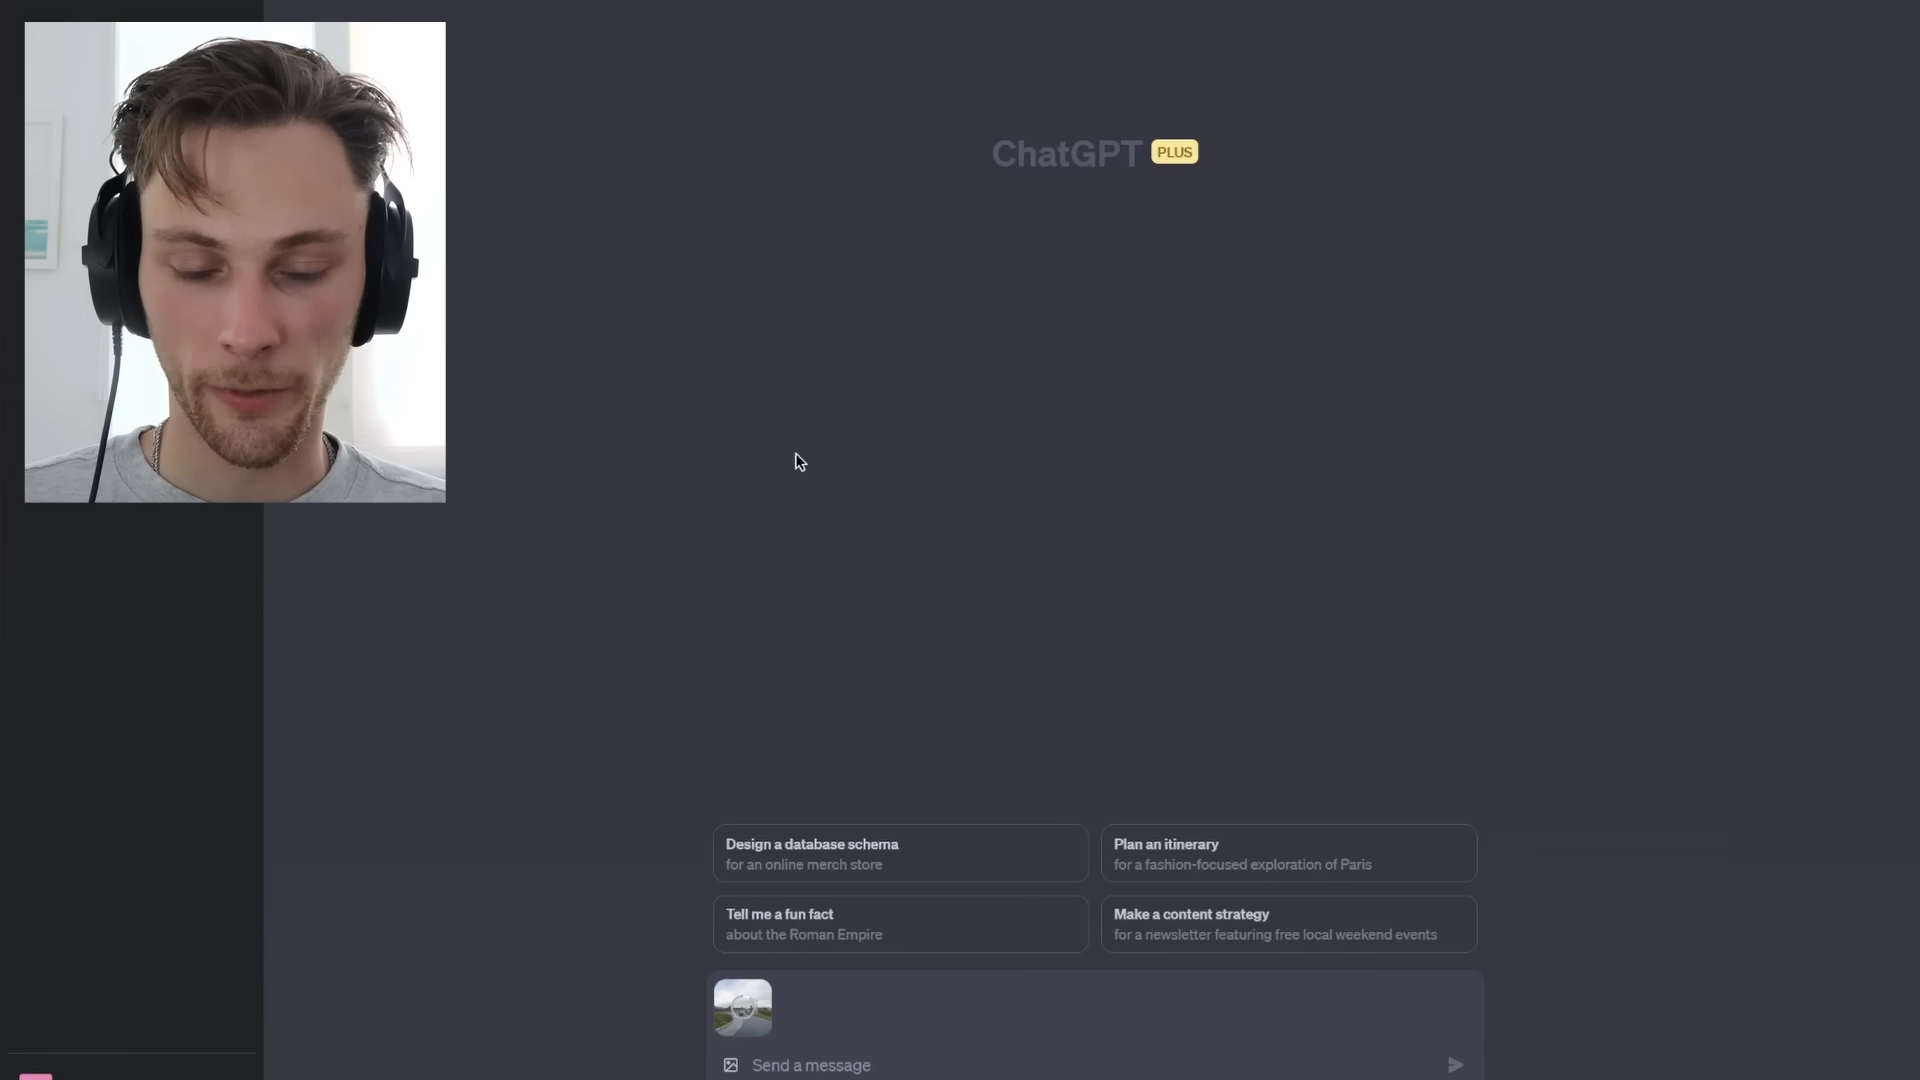 ChatGPT PLUS
Design a database schema
for an online merch store
Plan an itinerary
for a fashion-focused exploration of Paris
Tell me a fun fact
about the Roman Empire
Make a content strategy
for a newsletter featuring free local weekend events
Send a message